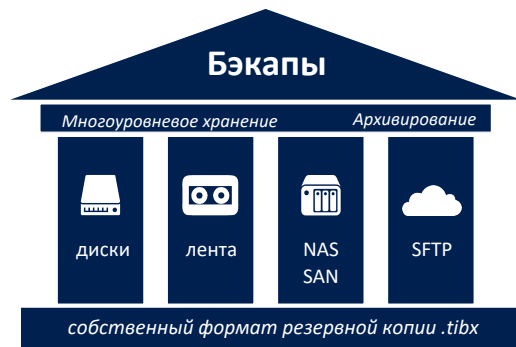 Бэкапы
Многоуровневое хранение
Архивирование
диски
лента
NAS
SAN
SFTP
собственный формат резервной копии .tibx